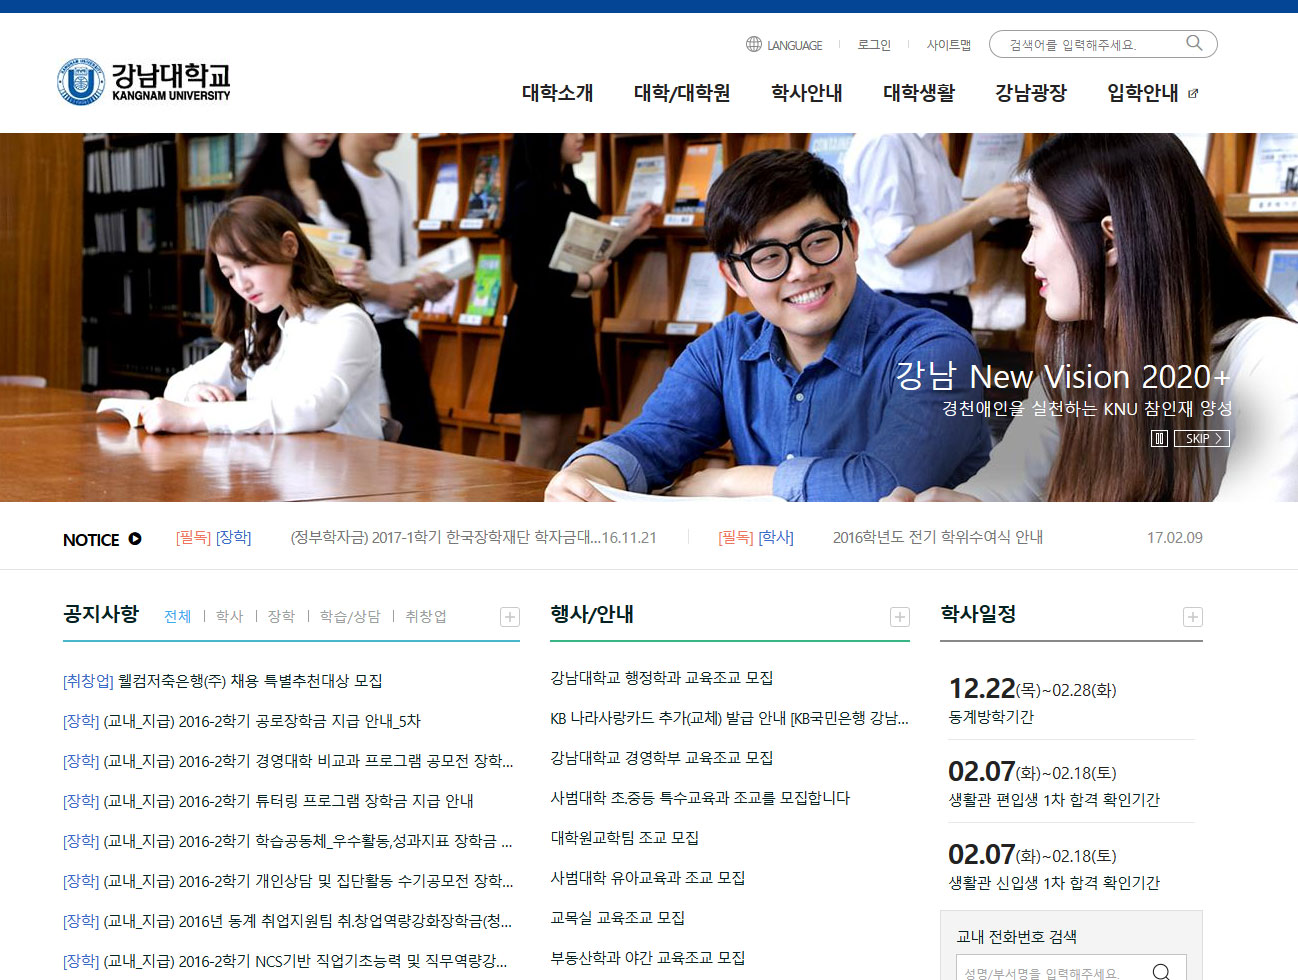 LANGUAGE 로그인 사이트맵 검색어를 입력해주세요.
강남대학교
KANGNAM UNIVERSITY
대학소개 대학/대학원 학사안내 대학생활 강남광장 입학안내
강남 New Vision 2020+
경천애인을 실천하는 KNU 참인재 양성
SKIP
NOTICE [필독] [장학] (정부학자금) 2017-1학기 한국장학재단 학자금대...16.11.21 [필독] [학사] 2016학년도 전기 학위수여식 안내 17.02.09
공지사항 전체 학사 장학 학습/상담 취창업
[취창업] 웰컴저축은행(주) 채용 특별추천대상 모집
[장학] (교내_지급) 2016-2학기 공로장학금 지급 안내_5차
[장학] (교내_지급) 2016-2학기 경영대학 비교과 프로그램 공모전 장학...
[장학] (교내_지급) 2016-2학기 튜터링 프로그램 장학금 지급 안내
[장학] (교내_지급) 2016-2학기 학습공동체_우수활동,성과지표 장학금 ...
[장학] (교내_지급) 2016-2학기 개인상담 및 집단활동 수기공모전 장학...
[장학] (교내_지급) 2016년 동계 취업지원팀 취.창업역량강화장학금(청...
[장학] (교내_지급) 2016-2학기 NCS기반 직업기초능력 및 직무역량강...
행사/안내
강남대학교 행정학과 교육조교 모집
KB 나라사랑카드 추가(교체) 발급 안내 [KB국민은행 강남...
강남대학교 경영학부 교육조교 모집
사범대학 초.중등 특수교육과 조교를 모집합니다
대학원교학팀 조교 모집
사범대학 유아교육과 조교 모집
교목실 교육조교 모집
부동산학과 야간 교육조교 모집
학사일정
12.22(목)~02.28(화)
동계방학기간
02.07(화)~02.18(토)
생활관 편입생 1차 합격 확인기간
02.07(화)~02.18(토)
생활관 신입생 1차 합격 확인기간
교내 전화번호 검색
성명/부서명을 입력해주세요.